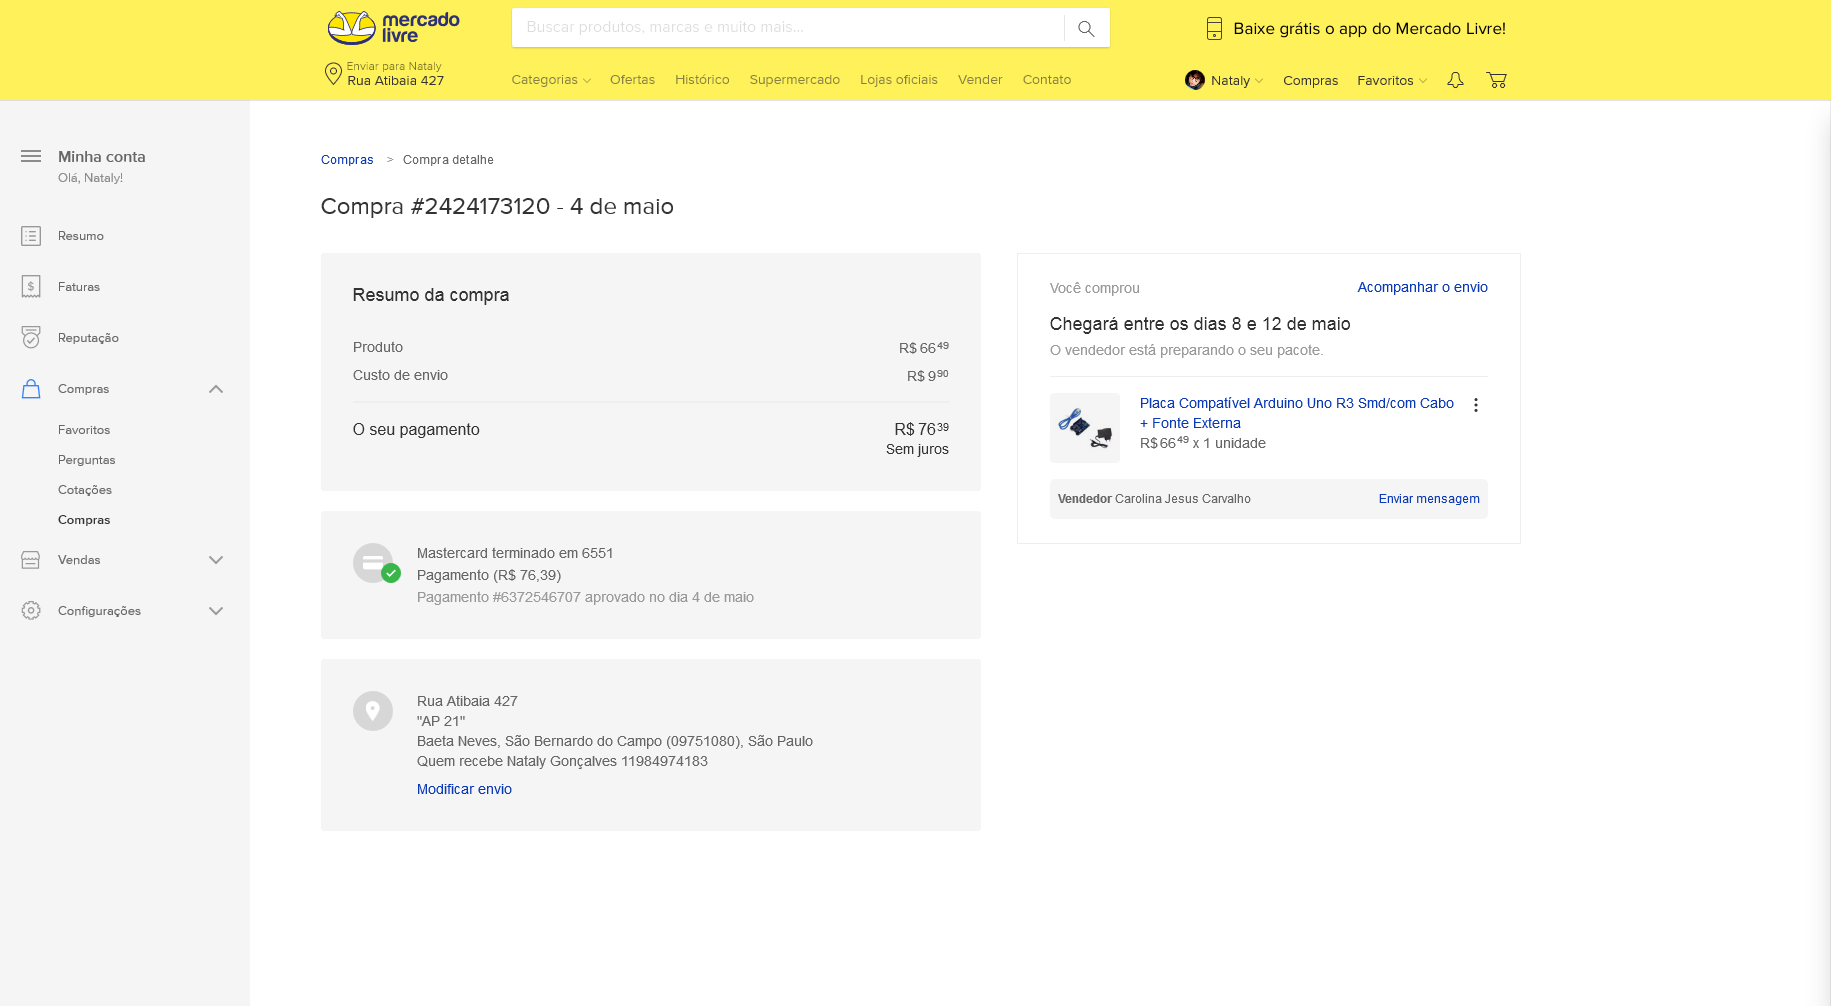 mercado
livre
Buscar produtos, marcas e muito mais...
Baixe grátis o app do Mercado Livre!
Enviar para Nataly
Rua Atibaia 427
Categorias Ofertas Histórico Supermercado Lojas oficiais Vender Contato
Nataly Compras Favoritos
Minha conta
Olá, Nataly!
Resumo
Faturas
Reputação
Compras
Favoritos
Perguntas
Cotações
Compras
Vendas
Configurações
Compras > Compra detalhe
Compra #2424173120 - 4 de maio
Resumo da compra
Produto R$ 66 49
Custo de envio R$ 9 90
O seu pagamento R$ 76 39
Sem juros
Mastercard terminado em 6551
Pagamento (R$ 76,39)
Pagamento #6372546707 aprovado no dia 4 de maio
Rua Atibaia 427
"AP 21"
Baeta Neves, São Bernardo do Campo (09751080), São Paulo
Quem recebe Nataly Gonçalves 11984974183
Modificar envio
Você comprou Acompanhar o envio
Chegará entre os dias 8 e 12 de maio
O vendedor está preparando o seu pacote.
Placa Compatível Arduino Uno R3 Smd/com Cabo
+ Fonte Externa
R$ 66 49 x 1 unidade
Vendedor Carolina Jesus Carvalho Enviar mensagem